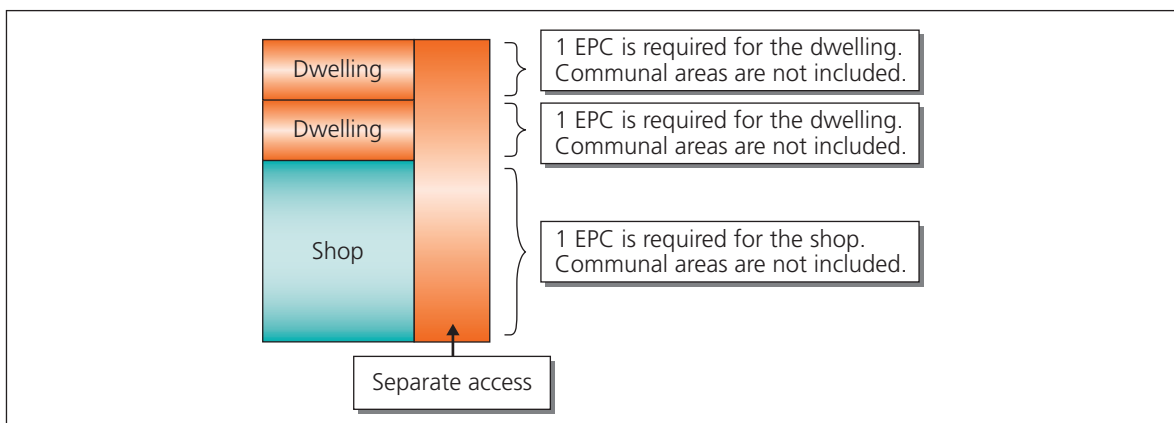 Dwelling
1 EPC is required for the dwelling.
Communal areas are not included.
Dwelling
1 EPC is required for the dwelling.
Communal areas are not included.
Shop
1 EPC is required for the shop.
Communal areas are not included.
Separate access